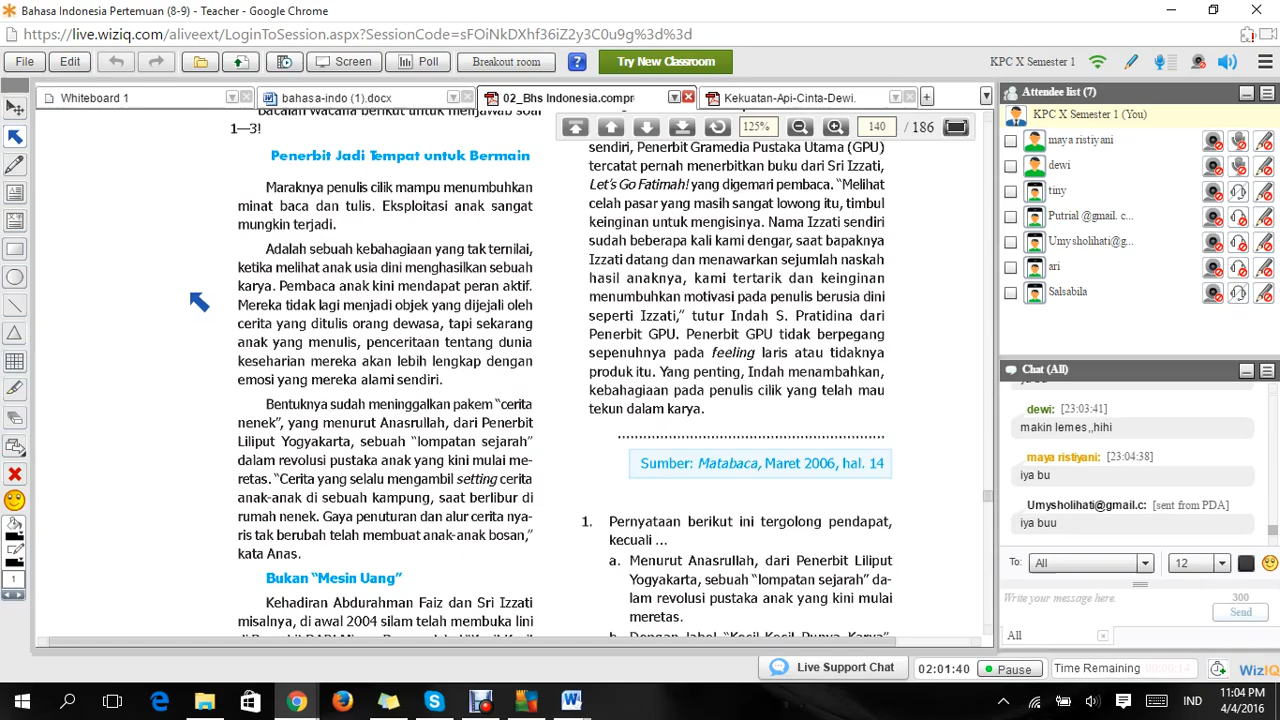 Bahasa Indonesia Pertemuan (8-9) - Teacher - Google Chrome
https://live.wiziq.com/aliveext/LoginToSession.aspx?SessionCode=sFOiNkDXhf36iZ2y3C0u9g%3d%3d
File
Edit
Screen
Poll
Breakout room
?
Try New Classroom
KPC X Semester 1
Whiteboard 1
bahasa-indo (1).docx
02_Bhs Indonesia.compr
Kekuatan-Api-Cinta-Dewi.
125%
140
/ 186
Bacalah wacana berikut untuk menjawab soal
1—3!
Penerbit Jadi Tempat untuk Bermain
Maraknya penulis cilik mampu menumbuhkan
minat baca dan tulis. Eksploitasi anak sangat
mungkin terjadi.
Adalah sebuah kebahagiaan yang tak ternilai,
ketika melihat anak usia dini menghasilkan sebuah
karya. Pembaca anak kini mendapat peran aktif.
Mereka tidak lagi menjadi objek yang dijejali oleh
cerita yang ditulis orang dewasa, tapi sekarang
anak yang menulis, penceritaan tentang dunia
keseharian mereka akan lebih lengkap dengan
emosi yang mereka alami sendiri.
Bentuknya sudah meninggalkan pakem “cerita
nenek”, yang menurut Anasrullah, dari Penerbit
Liliput Yogyakarta, sebuah “lompatan sejarah”
dalam revolusi pustaka anak yang kini mulai me-
retas. “Cerita yang selalu mengambil setting cerita
anak-anak di sebuah kampung, saat berlibur di
rumah nenek. Gaya penuturan dan alur cerita nya-
ris tak berubah telah membuat anak-anak bosan,”
kata Anas.
Bukan “Mesin Uang”
Kehadiran Abdurahman Faiz dan Sri Izzati
misalnya, di awal 2004 silam telah membuka lini
sendiri, Penerbit Gramedia Pustaka Utama (GPU)
tercatat pernah menerbitkan buku dari Sri Izzati,
Let's Go Fatimah! yang digemari pembaca. “Melihat
celah pasar yang masih sangat lowong itu, timbul
keinginan untuk mengisinya. Nama Izzati sendiri
sudah beberapa kali kami dengar, saat bapaknya
Izzati datang dan menawarkan sejumlah naskah
hasil anaknya, kami tertarik dan keinginan
menumbuhkan motivasi pada penulis berusia dini
seperti Izzati,” tutur Indah S. Pratidina dari
Penerbit GPU. Penerbit GPU tidak berpegang
sepenuhnya pada feeling laris atau tidaknya
produk itu. Yang penting, Indah menambahkan,
kebahagiaan pada penulis cilik yang telah mau
tekun dalam karya.
Sumber: Matabaca, Maret 2006, hal. 14
1. Pernyataan berikut ini tergolong pendapat,
kecuali ...
a. Menurut Anasrullah, dari Penerbit Liliput
Yogyakarta, sebuah “lompatan sejarah” da-
lam revolusi pustaka anak yang kini mulai
meretas.
b. Dengan label “Kecil-Kecil Punya Karya”
Attendee list (7)
KPC X Semester 1 (You)
maya ristiyani
dewi
tiny
Putrial @gmail. c...
Umysholihati@g...
ari
Salsabila
Chat (All)
dewi: [23:03:41]
makin lemes,,hihi
maya ristiyani: [23:04:38]
iya bu
Umysholihati@gmail.c: [sent from PDA]
iya buu
To: All
12
Write your message here.
300
Send
All
1
Live Support Chat
02:01:40
Pause
Time Remaining 00:00:14
WizIQ
IND
11:04 PM
4/4/2016